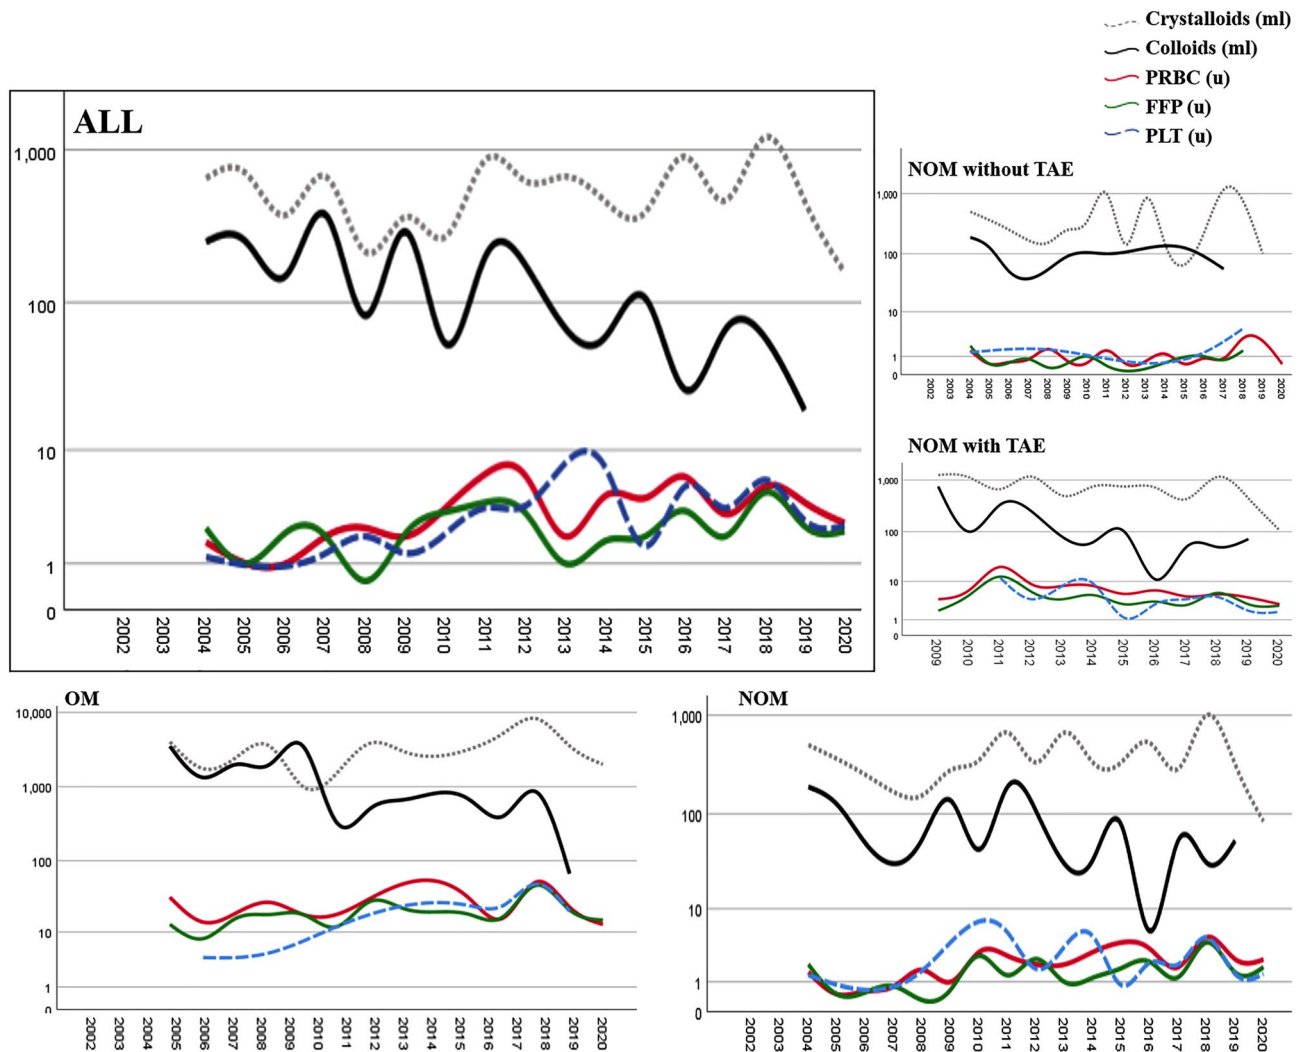 Crystalloids (ml)
Colloids (ml)
PRBC (u)
FFP (u)
PLT (u)
ALL
1,000
100
10
1
0
2002 2003 2004 2005 2006 2007 2008 2009 2010 2011 2012 2013 2014 2015 2016 2017 2018 2019 2020
NOM without TAE
1,000
100
10
1
0
2002 2003 2004 2005 2006 2007 2008 2009 2010 2011 2012 2013 2014 2015 2016 2017 2018 2019 2020
NOM with TAE
1,000
100
10
1
0
2009 2010 2011 2012 2013 2014 2015 2016 2017 2018 2019 2020
OM
10,000
1,000
100
10
1
0
2002 2003 2004 2005 2006 2007 2008 2009 2010 2011 2012 2013 2014 2015 2016 2017 2018 2019 2020
NOM
1,000
100
10
1
0
2002 2003 2004 2005 2006 2007 2008 2009 2010 2011 2012 2013 2014 2015 2016 2017 2018 2019 2020